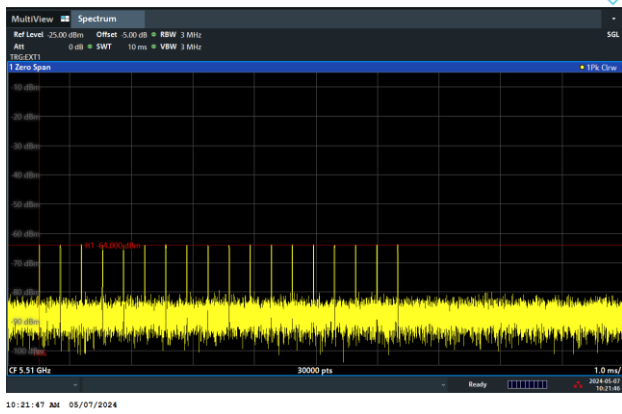 MultiView Spectrum
Ref Level -25.00 dBm Offset -5.00 dB RBW 3 MHz SGL
Att 0 dB SWT 10 ms VBW 3 MHz
TRG:EXT1
1 Zero Span 1Pk Clrw
-10 dBm
-20 dBm
-30 dBm
-40 dBm
-50 dBm
-60 dBm
H1 -64.000 dBm
-70 dBm
-80 dBm
-90 dBm
-100 dBm
CF 5.51 GHz 30000 pts 1.0 ms/
Ready 2024-05-07
10:21:46
10:21:47 AM 05/07/2024